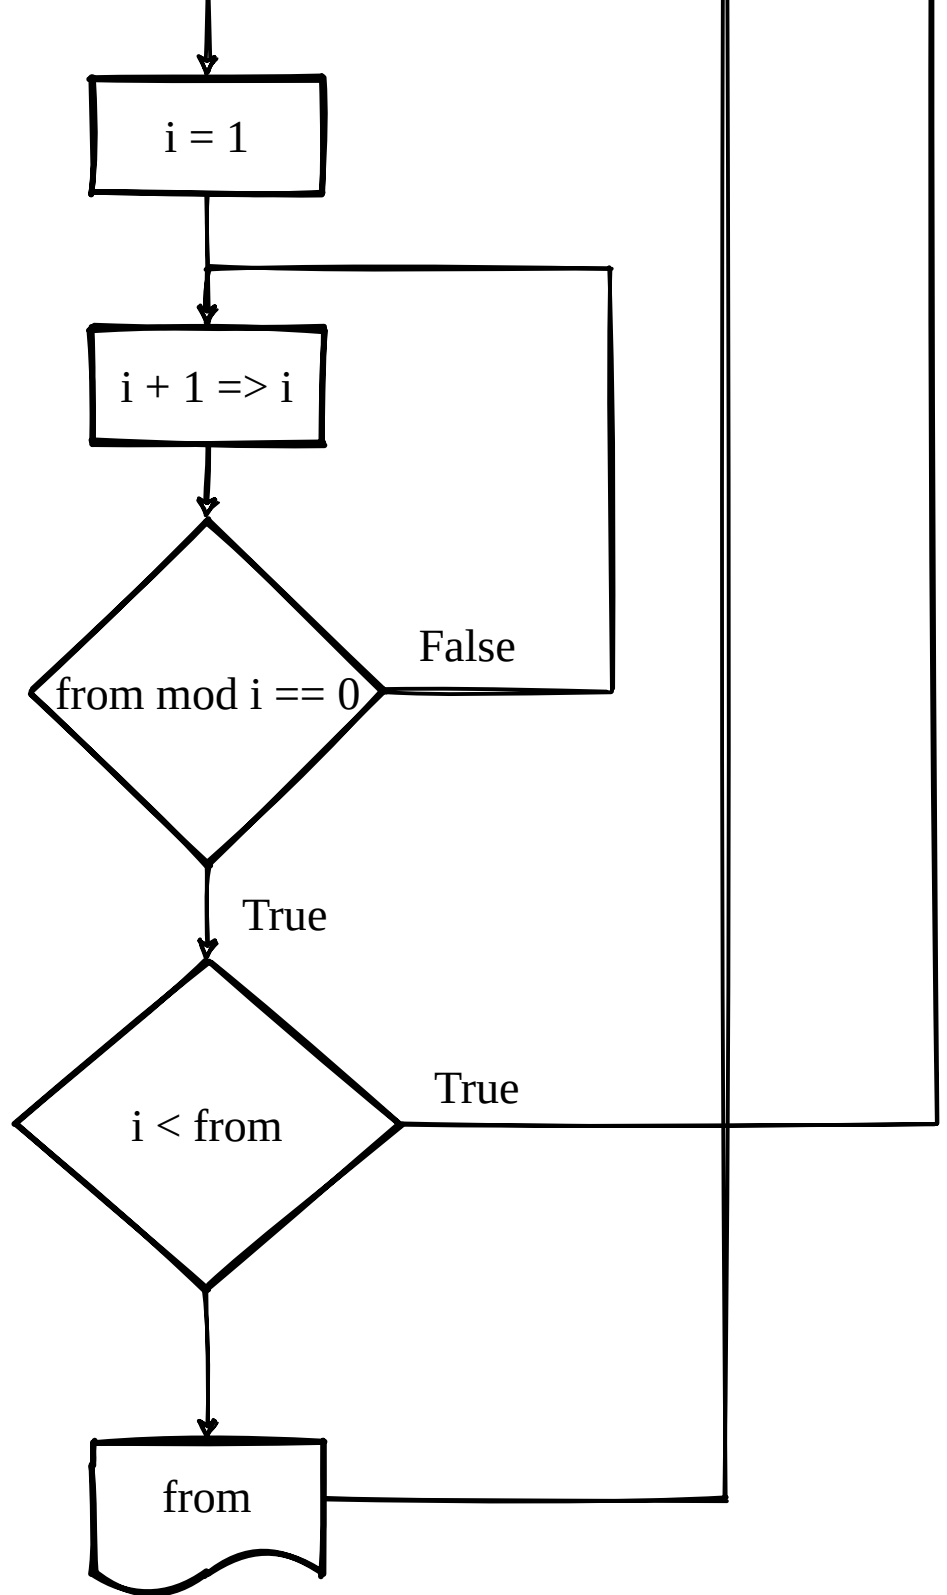 i = 1
i + 1 => i
False
from mod i == 0
True
True
i < from
from